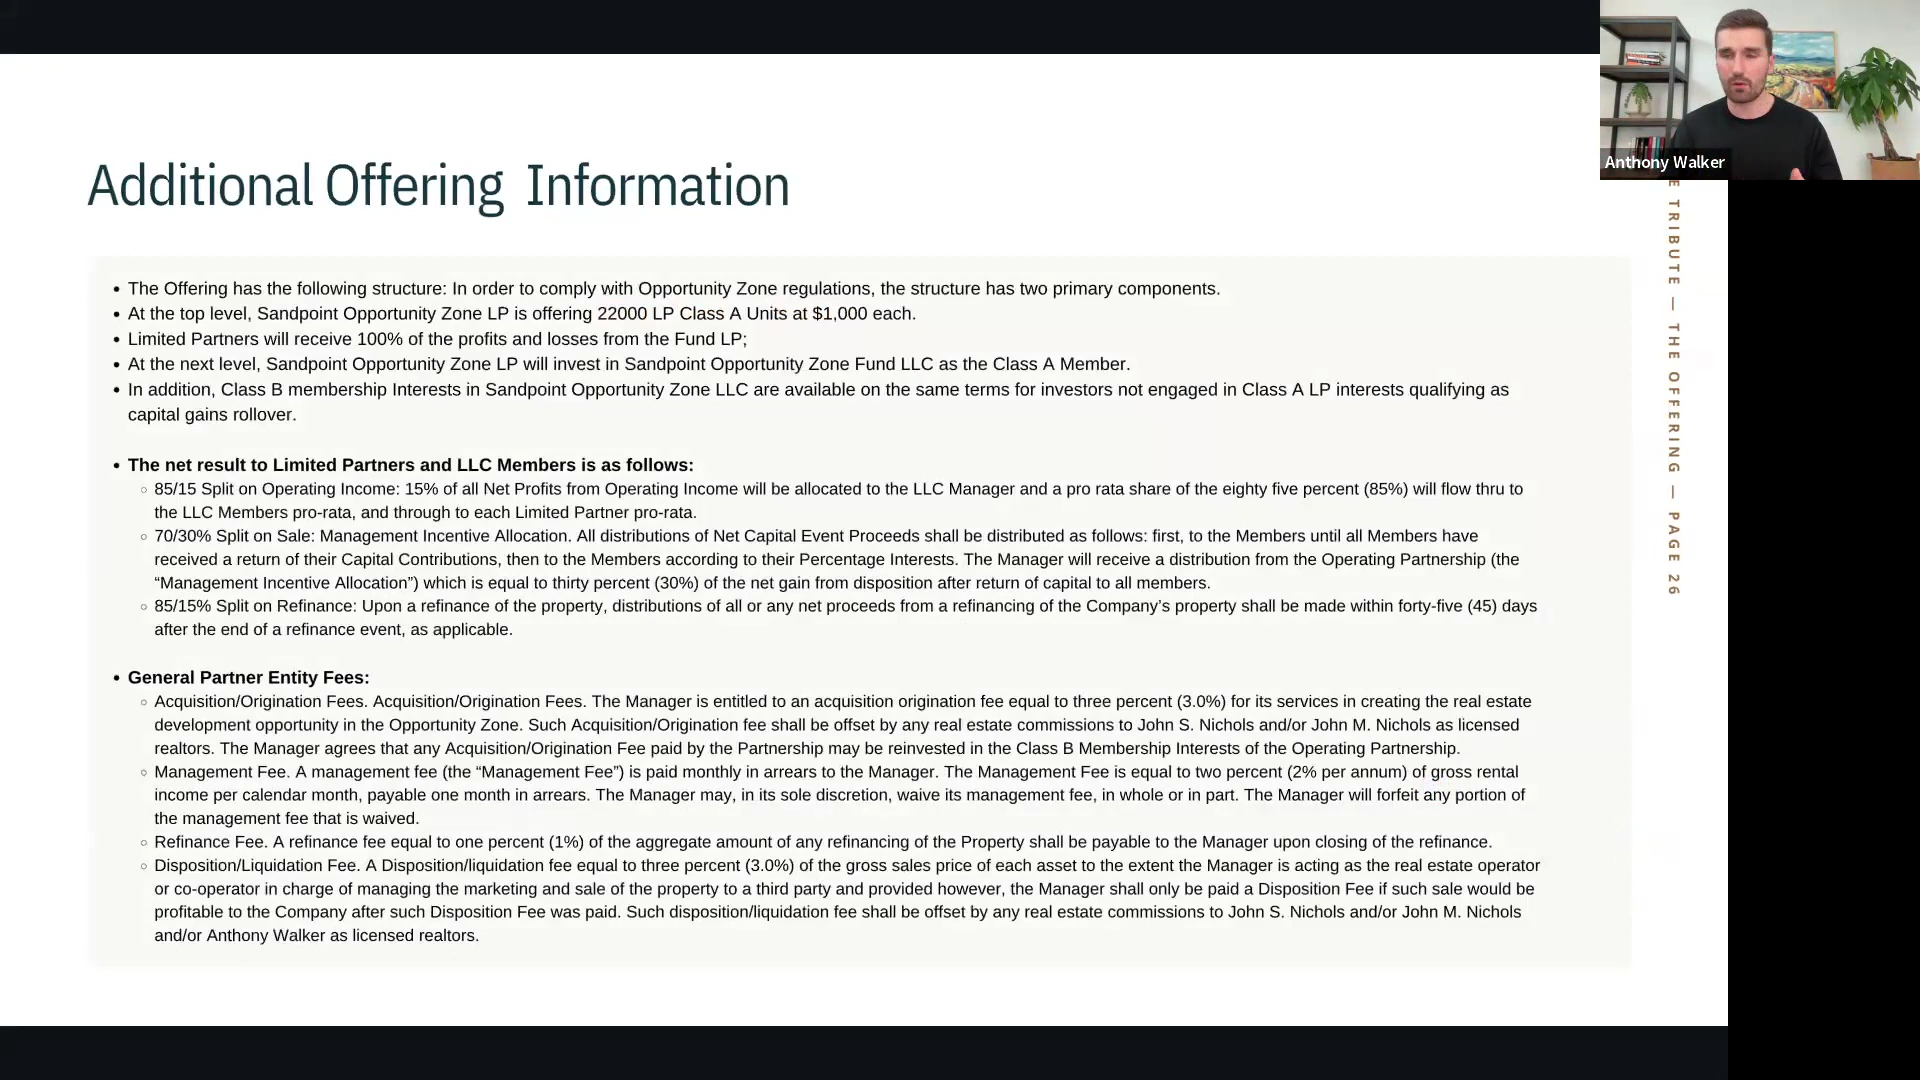 Anthony Walker
Additional Offering Information
• The Offering has the following structure: In order to comply with Opportunity Zone regulations, the structure has two primary components.
• At the top level, Sandpoint Opportunity Zone LP is offering 22000 LP Class A Units at $1,000 each.
• Limited Partners will receive 100% of the profits and losses from the Fund LP;
• At the next level, Sandpoint Opportunity Zone LP will invest in Sandpoint Opportunity Zone Fund LLC as the Class A Member.
• In addition, Class B membership Interests in Sandpoint Opportunity Zone LLC are available on the same terms for investors not engaged in Class A LP interests qualifying as
capital gains rollover.
• The net result to Limited Partners and LLC Members is as follows:
○ 85/15 Split on Operating Income: 15% of all Net Profits from Operating Income will be allocated to the LLC Manager and a pro rata share of the eighty five percent (85%) will flow thru to
the LLC Members pro-rata, and through to each Limited Partner pro-rata.
○ 70/30% Split on Sale: Management Incentive Allocation. All distributions of Net Capital Event Proceeds shall be distributed as follows: first, to the Members until all Members have
received a return of their Capital Contributions, then to the Members according to their Percentage Interests. The Manager will receive a distribution from the Operating Partnership (the
“Management Incentive Allocation”) which is equal to thirty percent (30%) of the net gain from disposition after return of capital to all members.
○ 85/15% Split on Refinance: Upon a refinance of the property, distributions of all or any net proceeds from a refinancing of the Company’s property shall be made within forty-five (45) days
after the end of a refinance event, as applicable.
• General Partner Entity Fees:
○ Acquisition/Origination Fees. Acquisition/Origination Fees. The Manager is entitled to an acquisition origination fee equal to three percent (3.0%) for its services in creating the real estate
development opportunity in the Opportunity Zone. Such Acquisition/Origination fee shall be offset by any real estate commissions to John S. Nichols and/or John M. Nichols as licensed
realtors. The Manager agrees that any Acquisition/Origination Fee paid by the Partnership may be reinvested in the Class B Membership Interests of the Operating Partnership.
○ Management Fee. A management fee (the “Management Fee”) is paid monthly in arrears to the Manager. The Management Fee is equal to two percent (2% per annum) of gross rental
income per calendar month, payable one month in arrears. The Manager may, in its sole discretion, waive its management fee, in whole or in part. The Manager will forfeit any portion of
the management fee that is waived.
○ Refinance Fee. A refinance fee equal to one percent (1%) of the aggregate amount of any refinancing of the Property shall be payable to the Manager upon closing of the refinance.
○ Disposition/Liquidation Fee. A Disposition/liquidation fee equal to three percent (3.0%) of the gross sales price of each asset to the extent the Manager is acting as the real estate operator
or co-operator in charge of managing the marketing and sale of the property to a third party and provided however, the Manager shall only be paid a Disposition Fee if such sale would be
profitable to the Company after such Disposition Fee was paid. Such disposition/liquidation fee shall be offset by any real estate commissions to John S. Nichols and/or John M. Nichols
and/or Anthony Walker as licensed realtors.
E TRIBUTE — THE OFFERING — PAGE 26